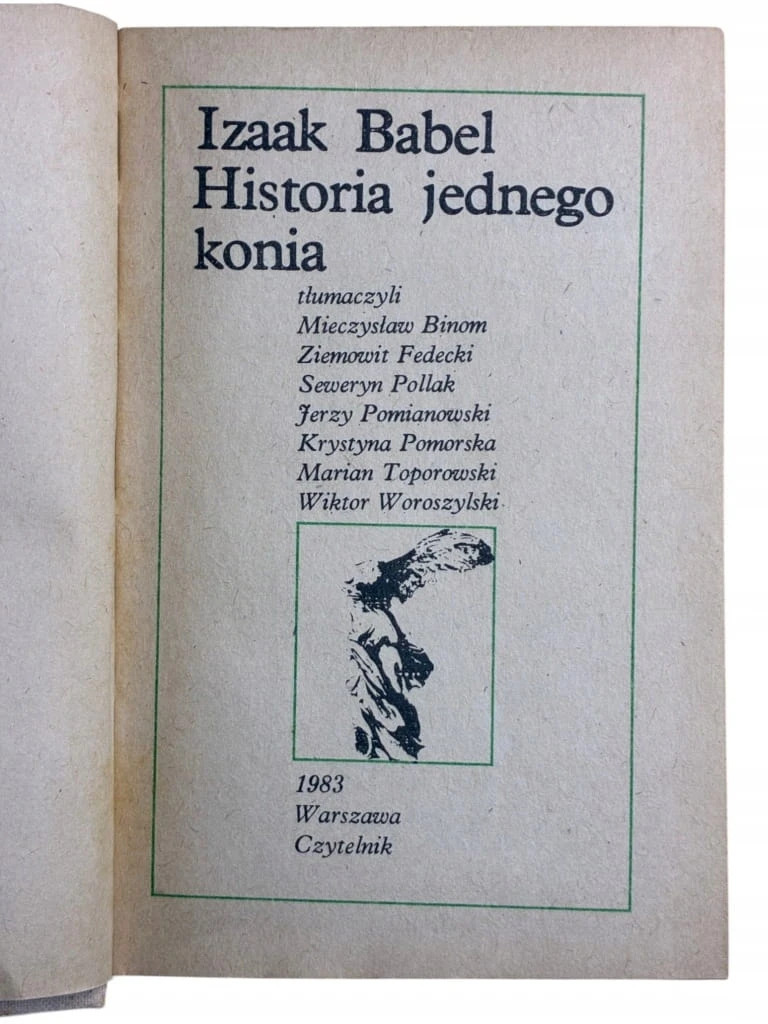 Izaak Babel
Historia jednego
konia
tłumaczyli
Mieczysław Binom
Ziemowit Fedecki
Seweryn Pollak
Jerzy Pomianowski
Krystyna Pomorska
Marian Toporowski
Wiktor Woroszylski
1983
Warszawa
Czytelnik